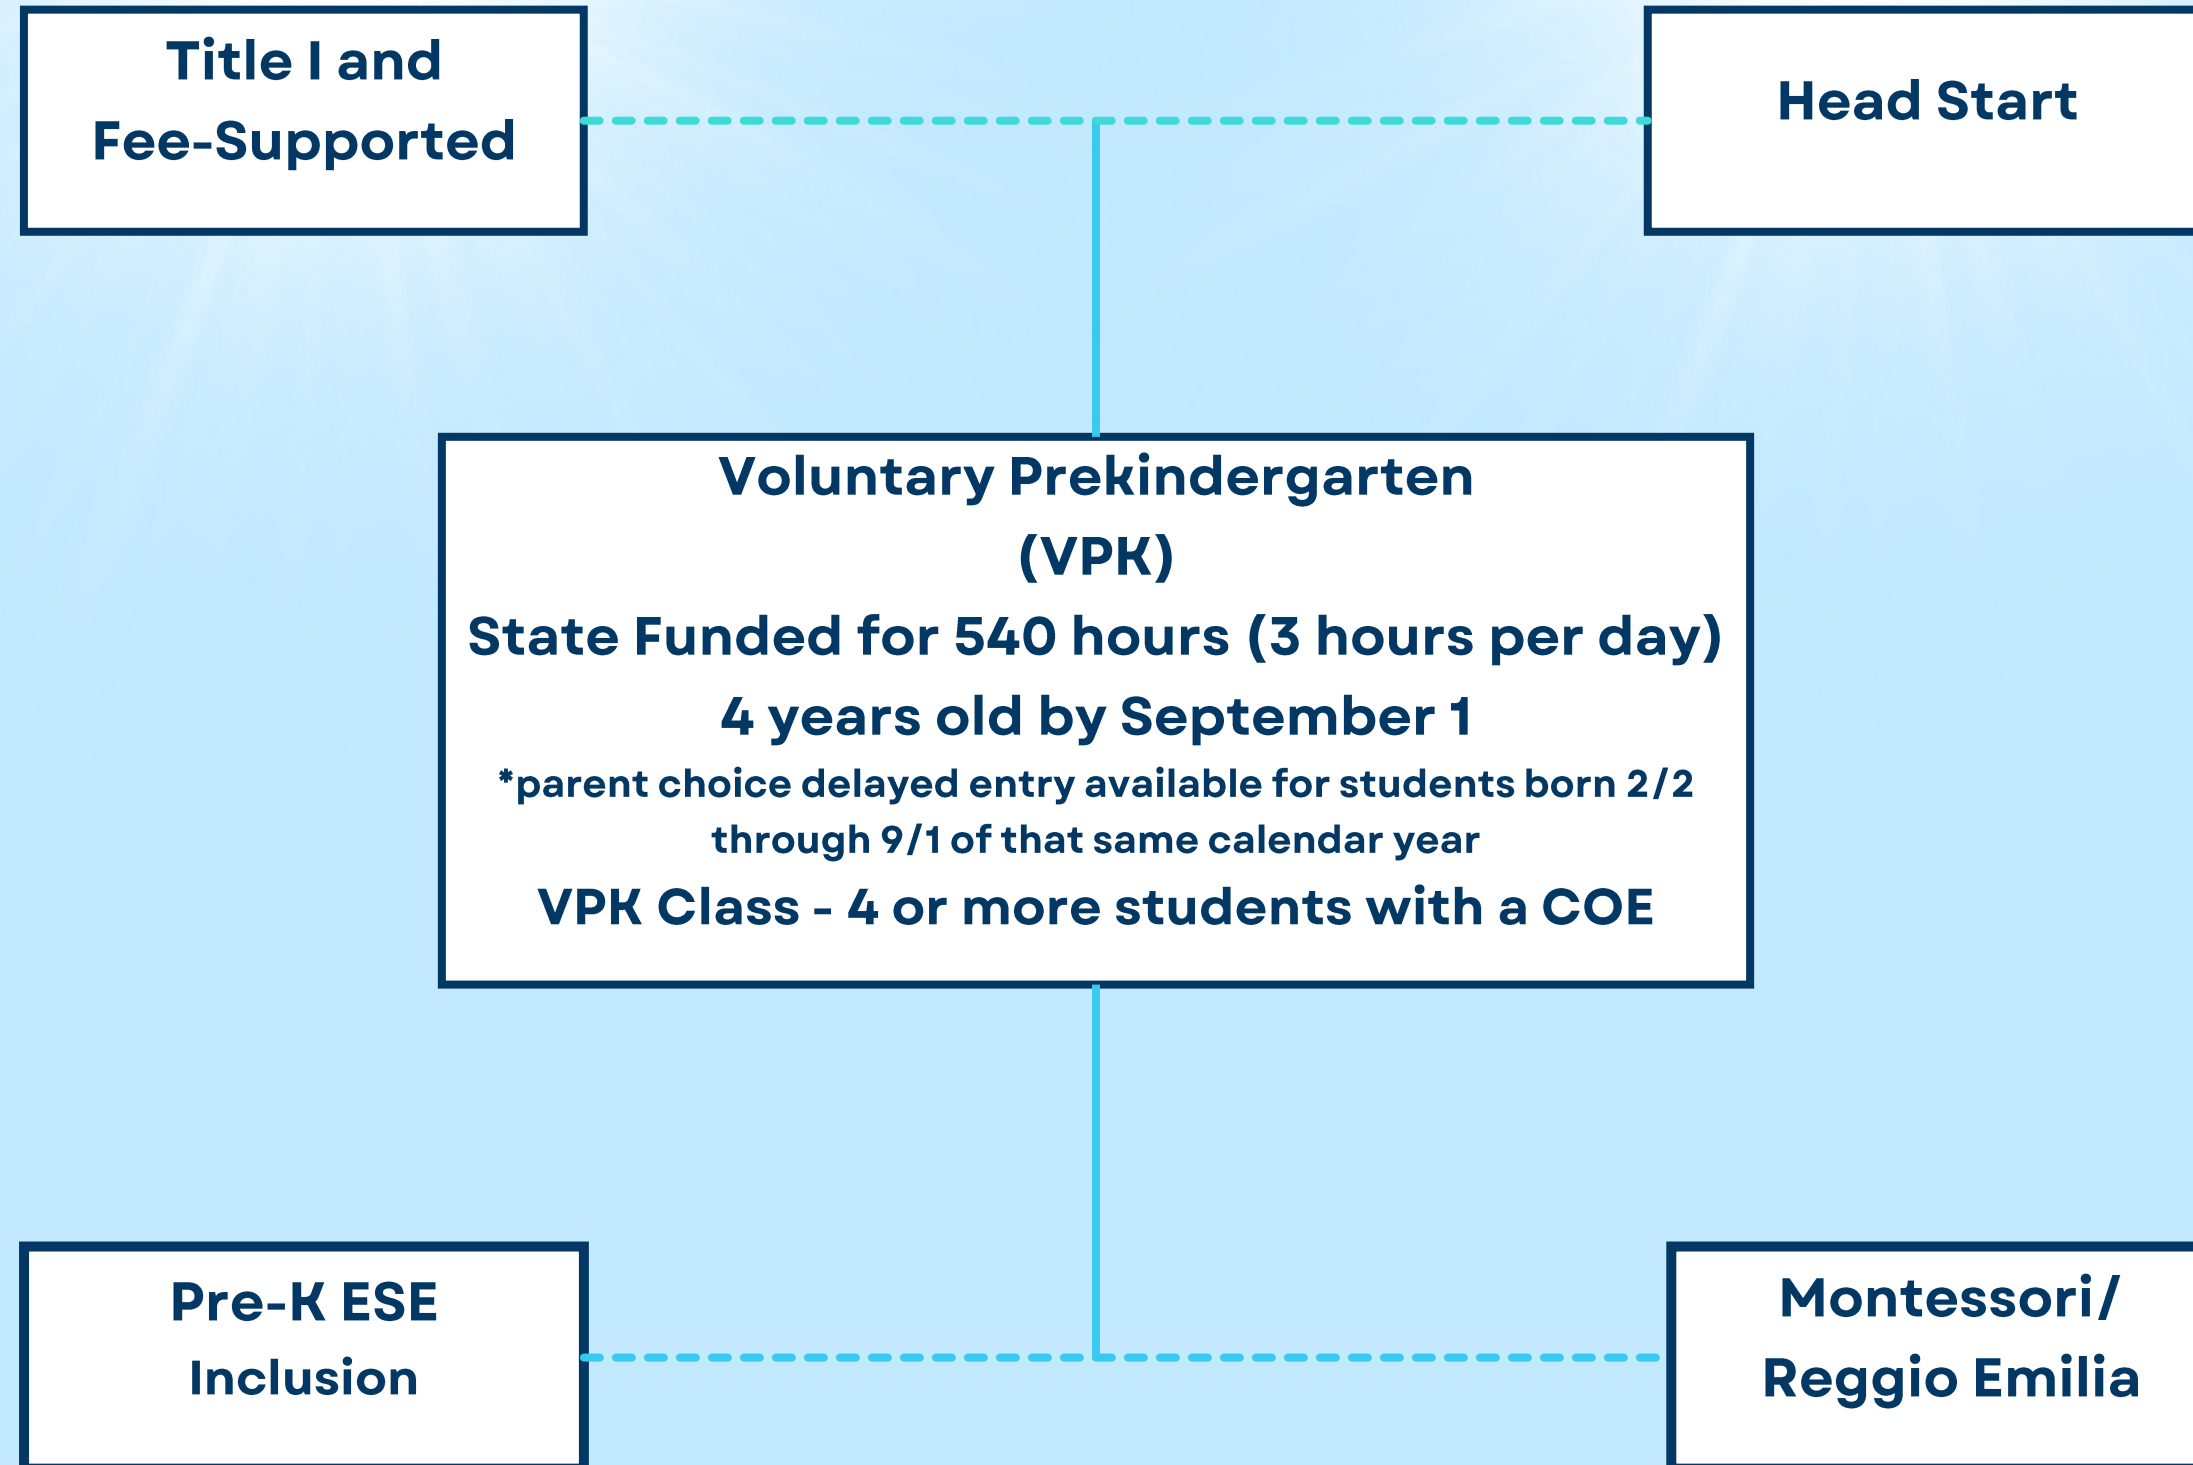 Title I and
Fee-Supported
Head Start
Voluntary Prekindergarten
(VPK)
State Funded for 540 hours (3 hours per day)
4 years old by September 1
*parent choice delayed entry available for students born 2/2
through 9/1 of that same calendar year
VPK Class - 4 or more students with a COE
Pre-K ESE
Inclusion
Montessori/
Reggio Emilia